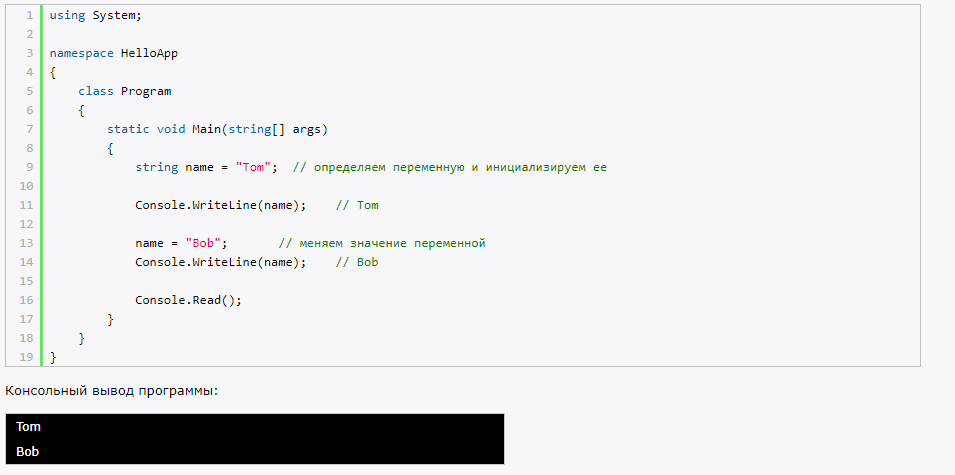 1 using System;
2
3 namespace HelloApp
4 {
5     class Program
6     {
7         static void Main(string[] args)
8         {
9             string name = "Tom";  // определяем переменную и инициализируем ее
10
11             Console.WriteLine(name);    // Tom
12
13             name = "Bob";       // меняем значение переменной
14             Console.WriteLine(name);    // Bob
15
16             Console.Read();
17         }
18     }
19 }
Консольный вывод программы:
Tom
Bob